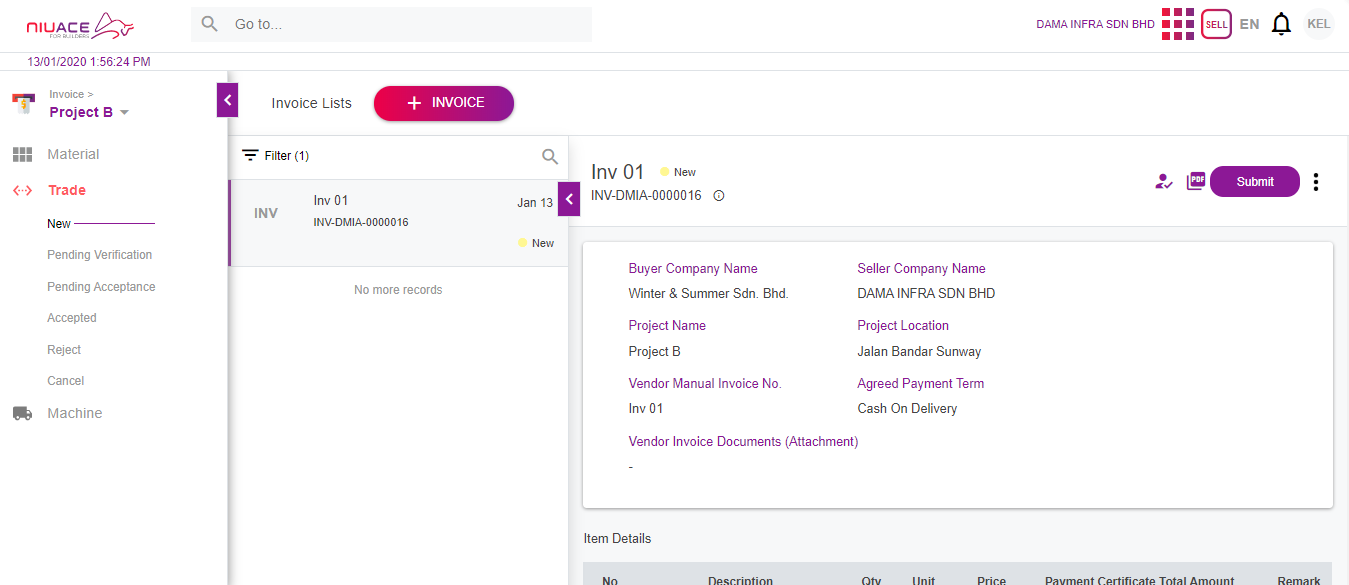 NIUACE
FOR BUILDERS
Go to...
DAMA INFRA SDN BHD
SELL
EN
KEL
13/01/2020 1:56:24 PM
Invoice >
Project B
Material
Trade
New
Pending Verification
Pending Acceptance
Accepted
Reject
Cancel
Machine
Invoice Lists
+ INVOICE
Filter (1)
INV
Inv 01
Jan 13
INV-DMIA-0000016
New
No more records
Inv 01
New
INV-DMIA-0000016
PDF
Submit
Buyer Company Name
Seller Company Name
Winter & Summer Sdn. Bhd.
DAMA INFRA SDN BHD
Project Name
Project Location
Project B
Jalan Bandar Sunway
Vendor Manual Invoice No.
Agreed Payment Term
Inv 01
Cash On Delivery
Vendor Invoice Documents (Attachment)
-
Item Details
No Description Qty Unit Price Payment Certificate Total Amount Remark